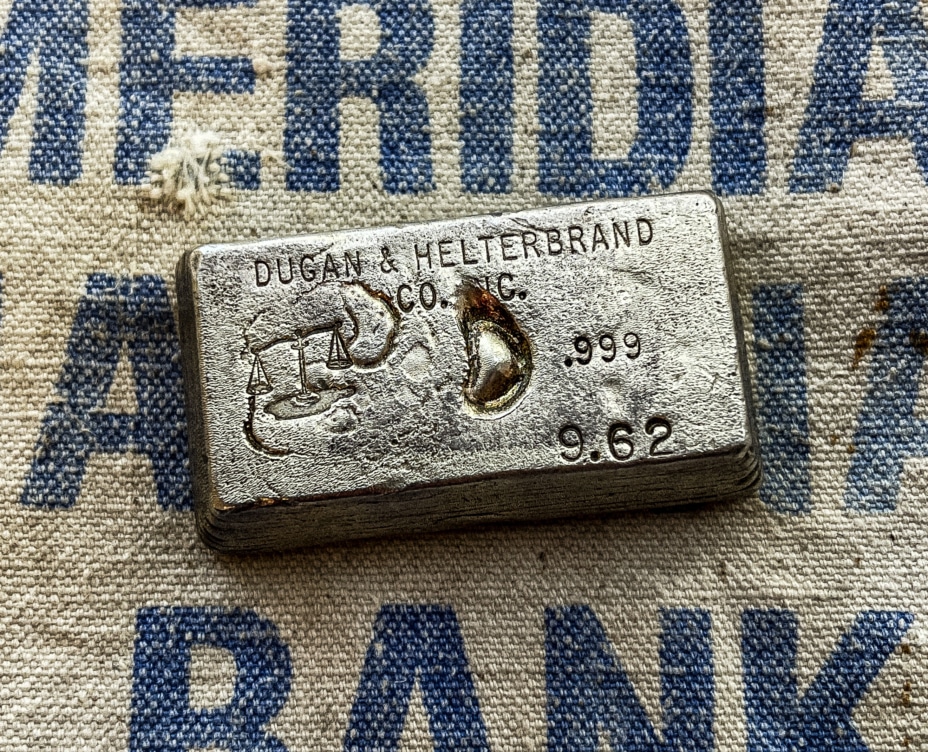 MERIDIA
DUGAN & HELTERBRAND
CO. INC.
.999
9.62
BANK